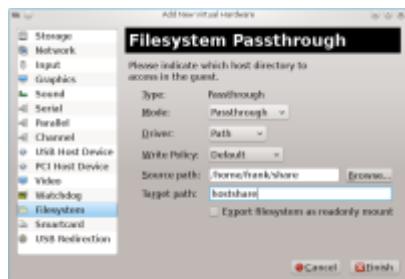 Add New Virtual Hardware
Storage
Network
Input
Graphics
Sound
Serial
Parallel
Channel
USB Host Device
PCI Host Device
Video
Watchdog
Filesystem
Smartcard
USB Redirection
Filesystem Passthrough
Please indicate which host directory to
access in the guest.
Type: Passthrough
Mode: Passthrough
Driver: Path
Write Policy: Default
Source path: /home/frank/share Browse...
Target path: hostshare
Export filesystem as readonly mount
Cancel Finish